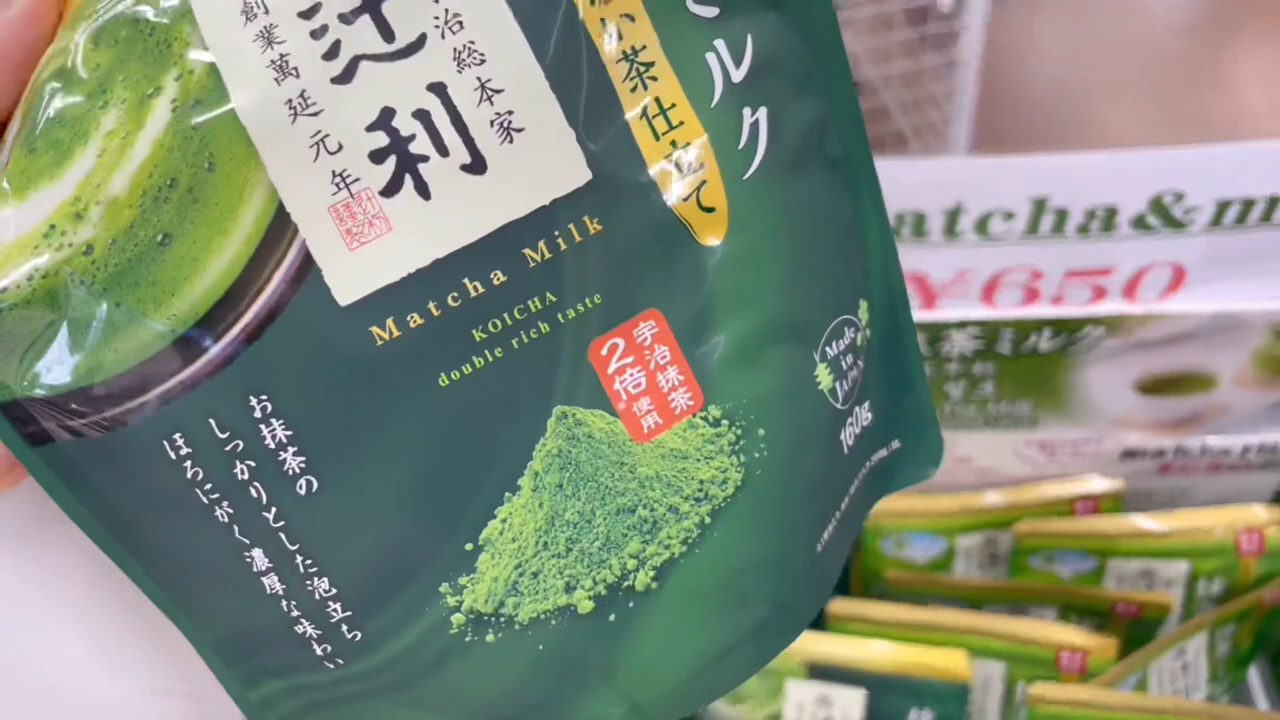 ミルク
い茶仕立て
治総本家
辻利
創業萬延元年
Matcha Milk
KOICHA
double rich taste
宇治抹茶
2倍使用
Made
in
Japan
160g
お抹茶の
しっかりとした泡立ち
ほろにがく濃厚な味わい
atcha&m
¥650
茶ミルク